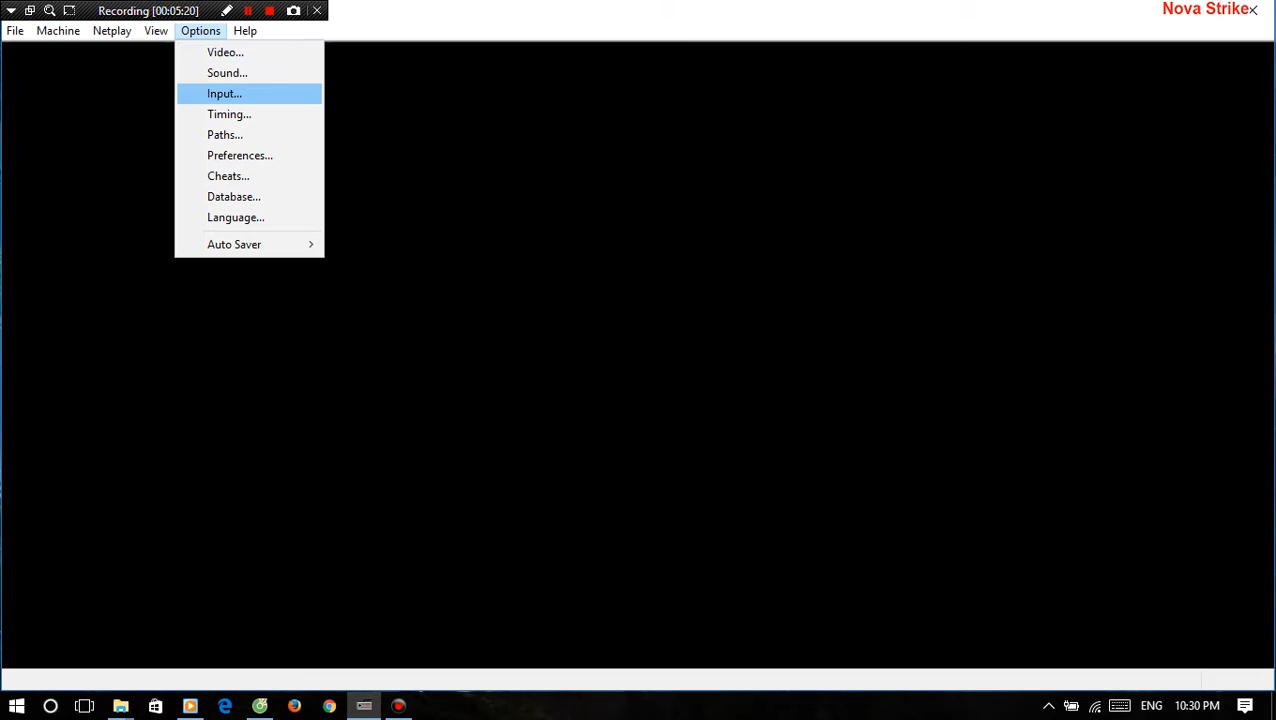 Recording [00:05:20]
Nova Strike
File Machine Netplay View Options Help
Video...
Sound...
Input...
Timing...
Paths...
Preferences...
Cheats...
Database...
Language...
Auto Saver
ENG 10:30 PM